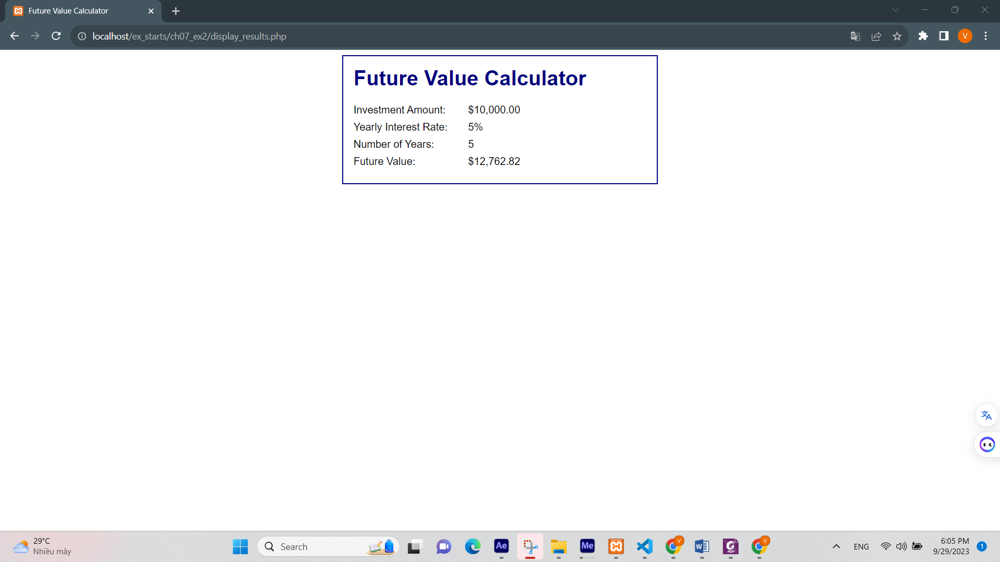 Future Value Calculator
localhost/ex_starts/ch07_ex2/display_results.php
V
Future Value Calculator
Investment Amount: $10,000.00
Yearly Interest Rate: 5%
Number of Years: 5
Future Value: $12,762.82
29°C
Nhiều mây
Search
Ae
Me
V
W
PDF
V
ENG
6:05 PM
9/29/2023
1